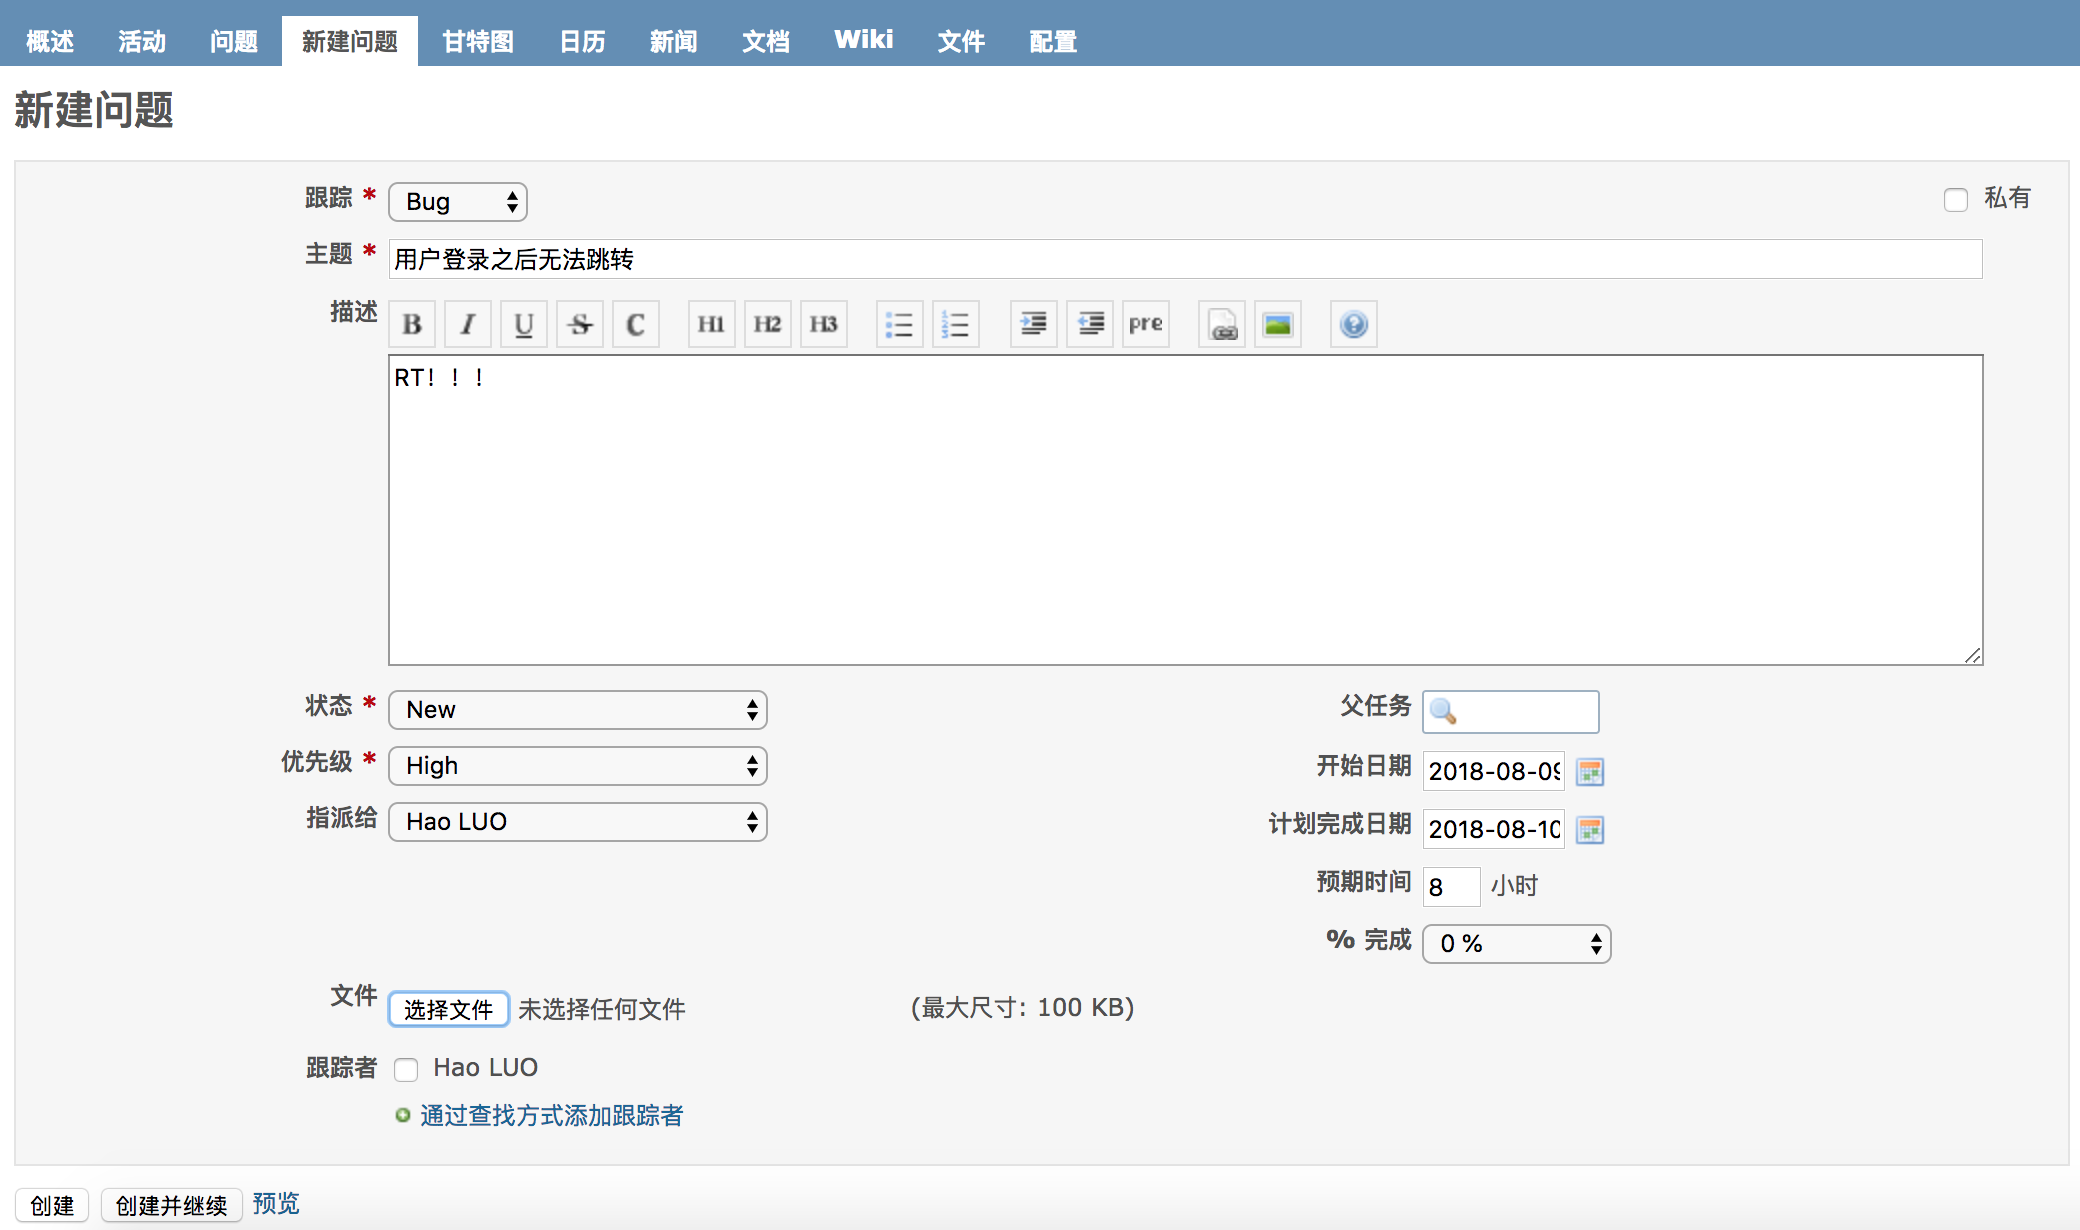 概述 活动 问题 新建问题 甘特图 日历 新闻 文档 Wiki 文件 配置
新建问题
跟踪 * Bug 私有
主题 * 用户登录之后无法跳转
描述 B I U S C H1 H2 H3 pre
RT！！！
状态 * New 父任务
优先级 * High 开始日期 2018-08-09
指派给 Hao LUO 计划完成日期 2018-08-10
预期时间 8 小时
% 完成 0 %
文件 选择文件 未选择任何文件 (最大尺寸: 100 KB)
跟踪者 Hao LUO
通过查找方式添加跟踪者
创建 创建并继续 预览